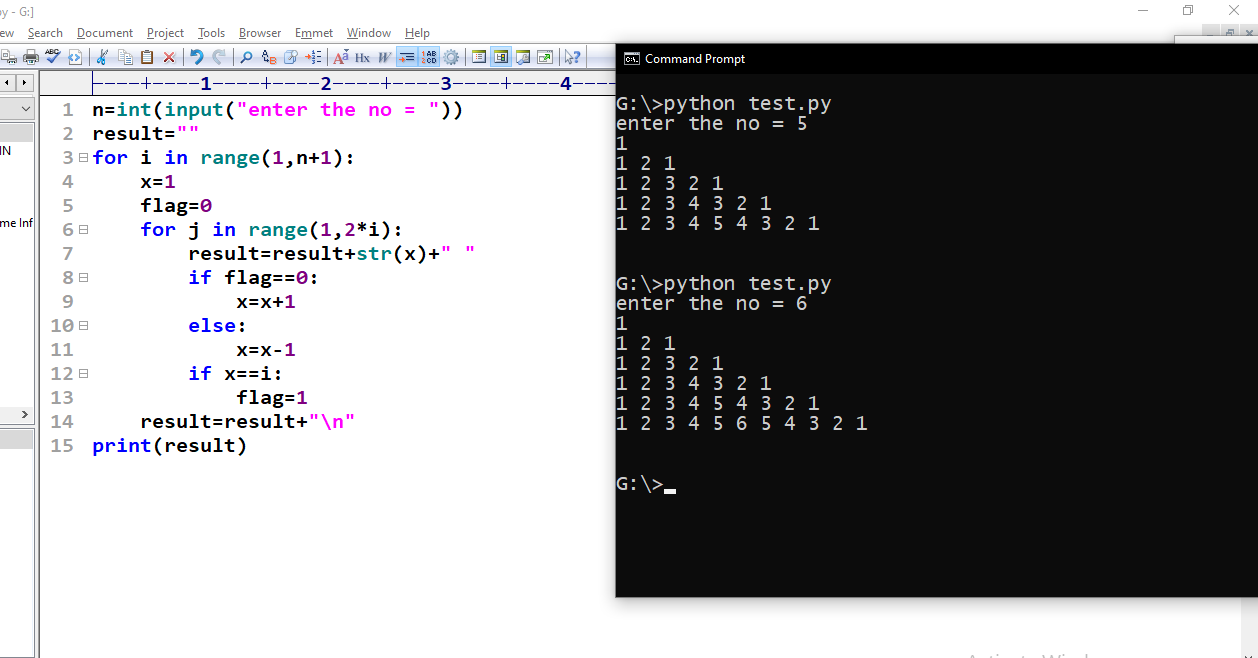 py - G:]
ew Search Document Project Tools Browser Emmet Window Help
ABC
Hx W
----+----1----+----2----+----3----+----4----
IN
me Inf
1 n=int(input("enter the no = "))
2 result=""
3 for i in range(1,n+1):
4     x=1
5     flag=0
6     for j in range(1,2*i):
7         result=result+str(x)+" "
8         if flag==0:
9             x=x+1
10         else:
11             x=x-1
12         if x==i:
13             flag=1
14     result=result+"\n"
15 print(result)
Command Prompt
G:\>python test.py
enter the no = 5
1
1 2 1
1 2 3 2 1
1 2 3 4 3 2 1
1 2 3 4 5 4 3 2 1
G:\>python test.py
enter the no = 6
1
1 2 1
1 2 3 2 1
1 2 3 4 3 2 1
1 2 3 4 5 4 3 2 1
1 2 3 4 5 6 5 4 3 2 1
G:\>